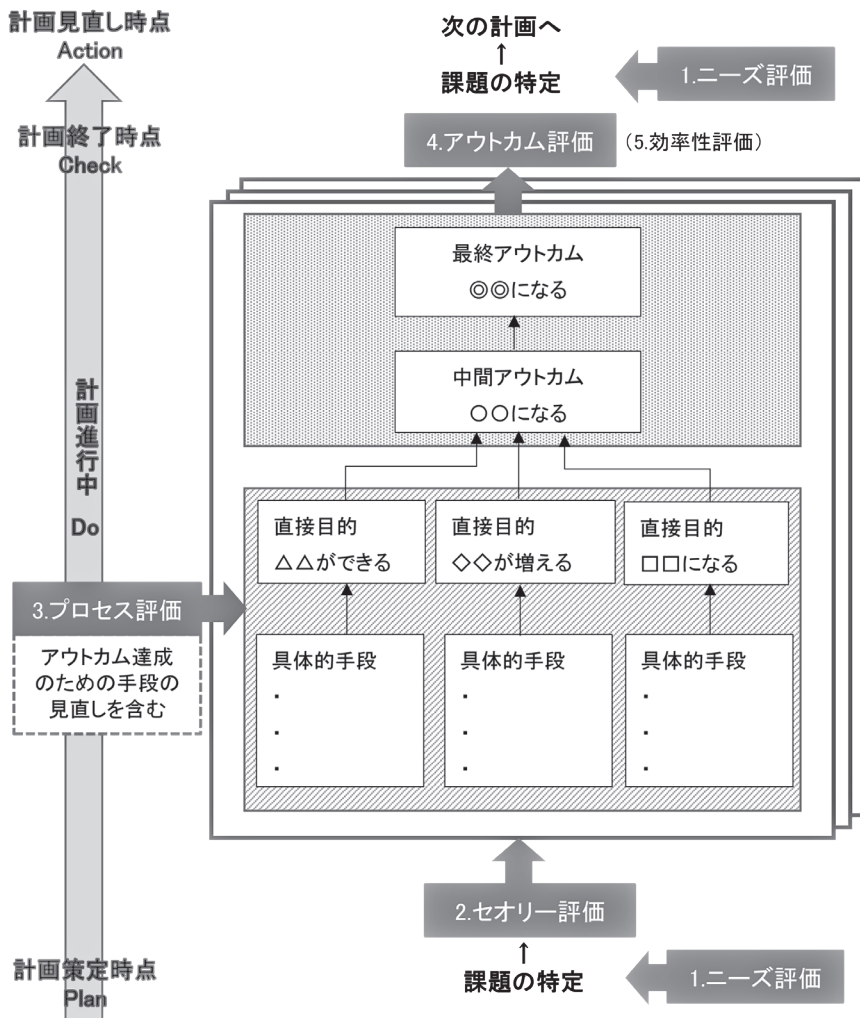 計画見直し時点
Action
次の計画へ
↑
課題の特定
1.ニーズ評価
計画終了時点
Check
4.アウトカム評価
(5.効率性評価)
最終アウトカム
◎◎になる
中間アウトカム
○○になる
計画進行中
Do
直接目的
△△ができる
直接目的
◇◇が増える
直接目的
□□になる
3.プロセス評価
アウトカム達成
のための手段の
見直しを含む
具体的手段
・
・
・
具体的手段
・
・
・
具体的手段
・
・
・
2.セオリー評価
↑
課題の特定
1.ニーズ評価
計画策定時点
Plan